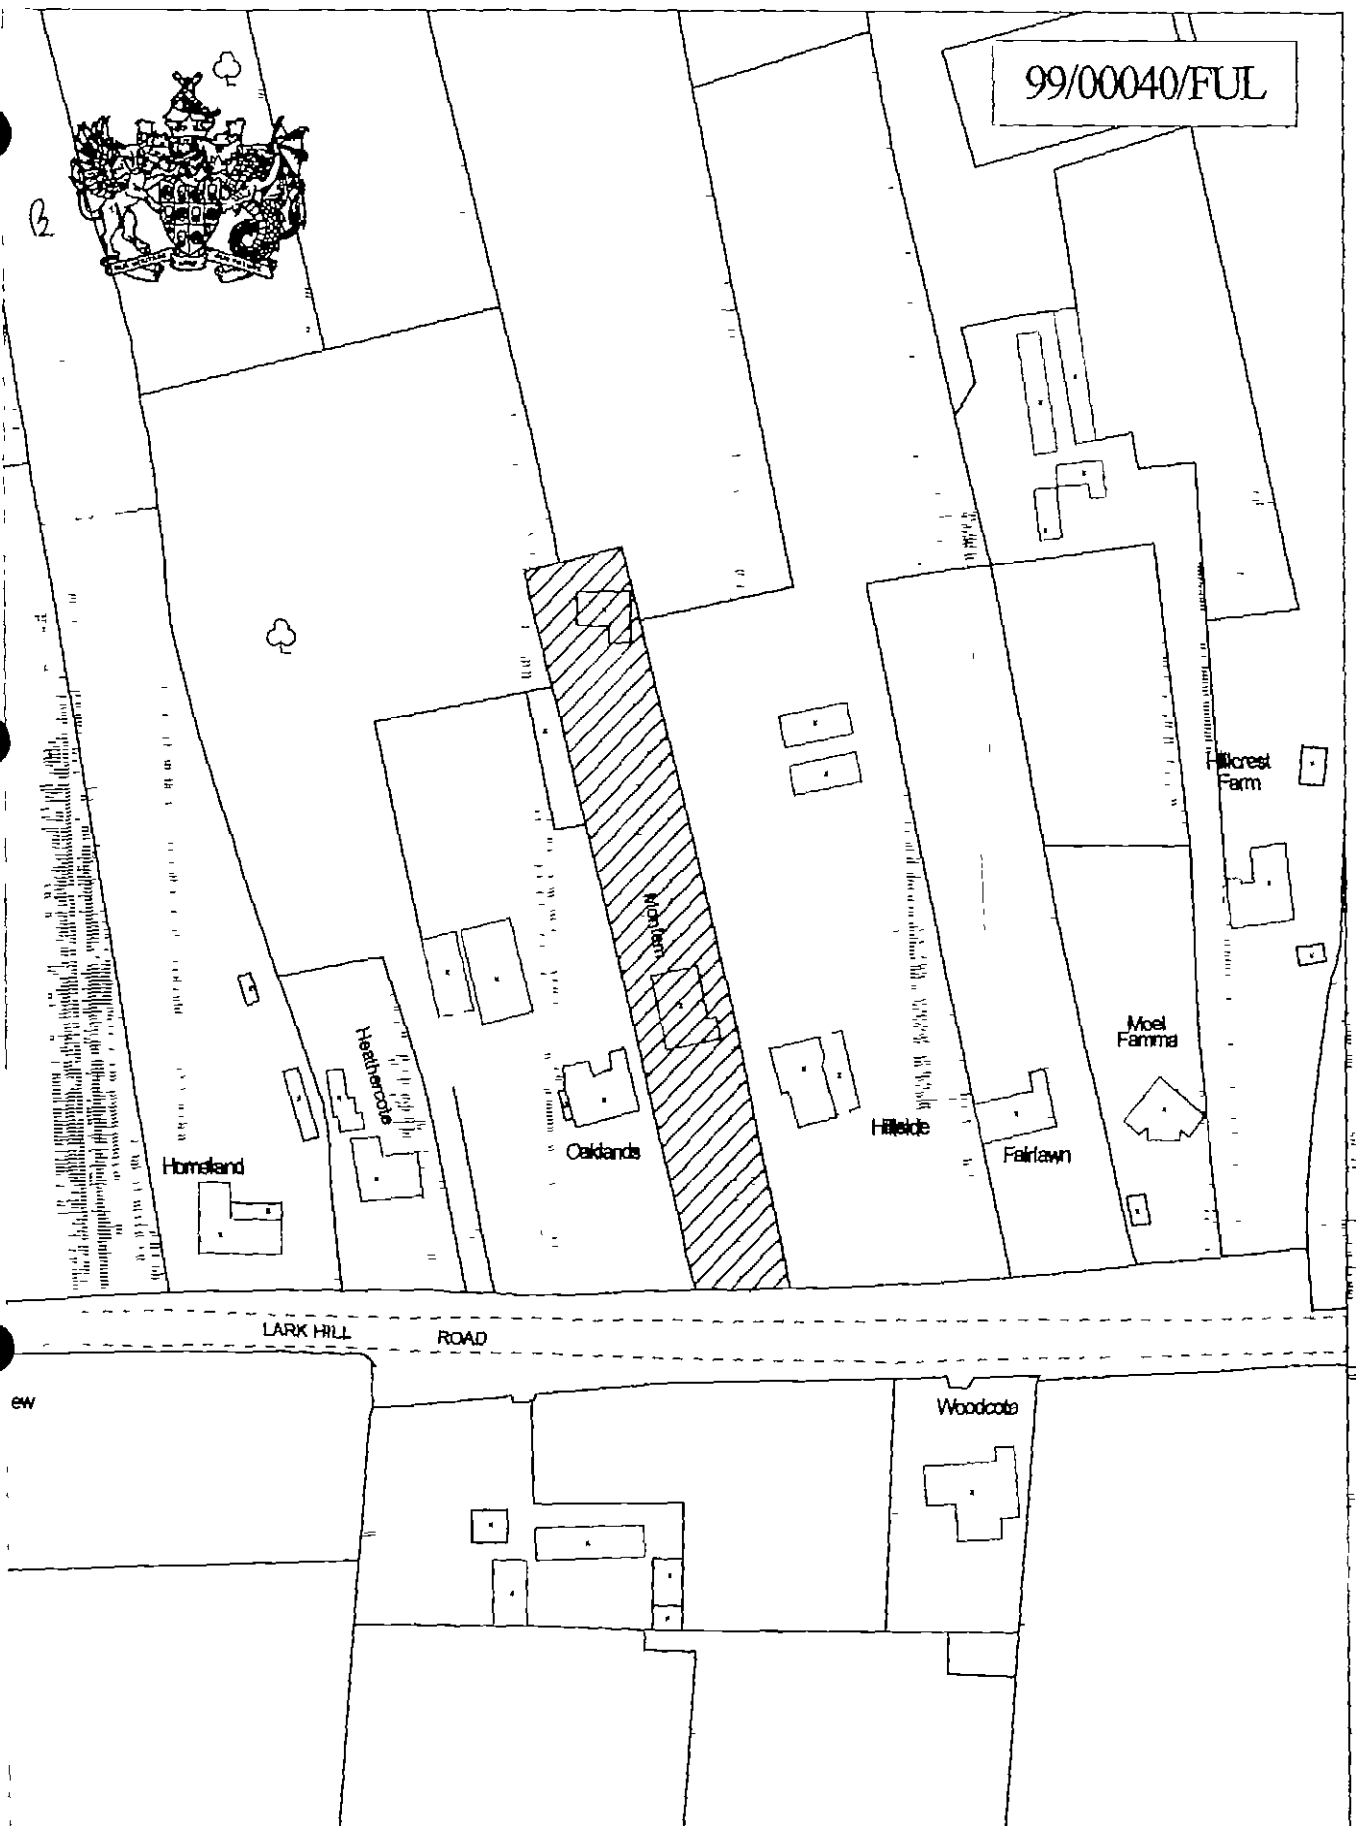 99/00040/FUL
Hillcrest
Farm
Moel
Famma
Heathercote
Homeland
Oaklands
Hillside
Fairlawn
LARK HILL ROAD
ew
Woodcote